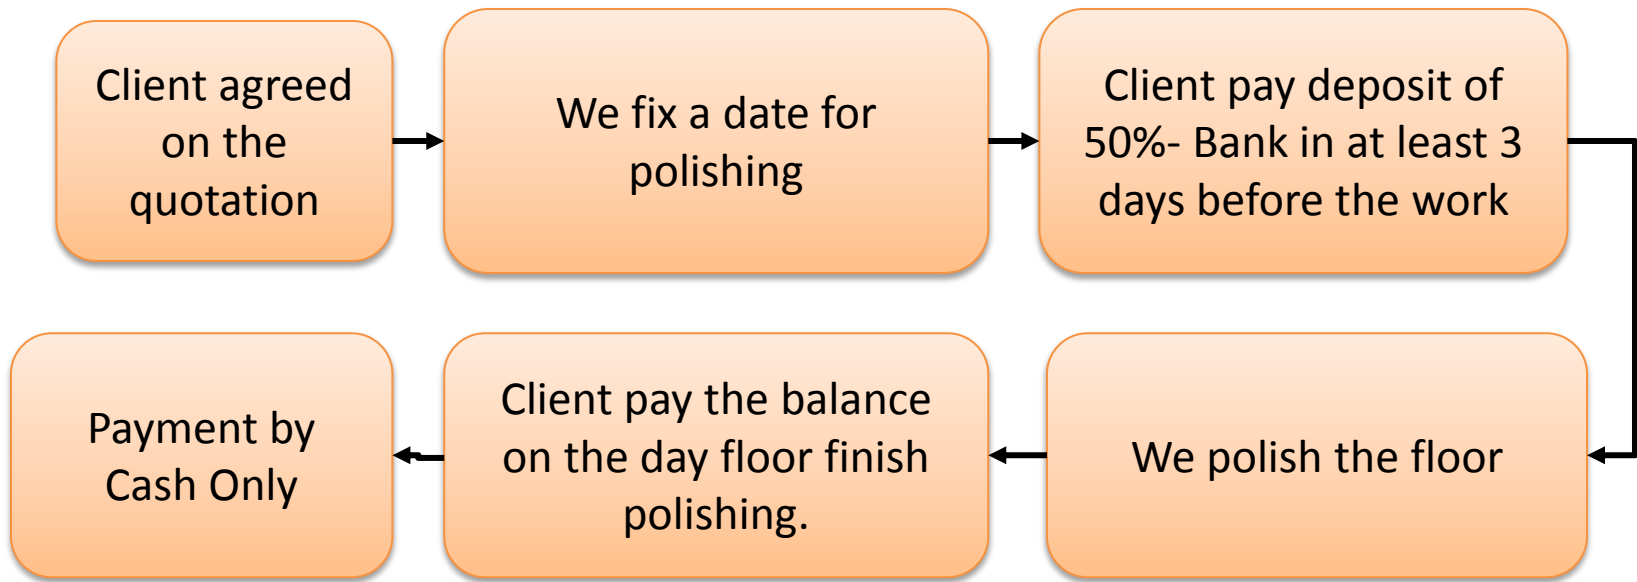 Client agreed
on the
quotation
We fix a date for
polishing
Client pay deposit of
50%- Bank in at least 3
days before the work
We polish the floor
Client pay the balance
on the day floor finish
polishing.
Payment by
Cash Only